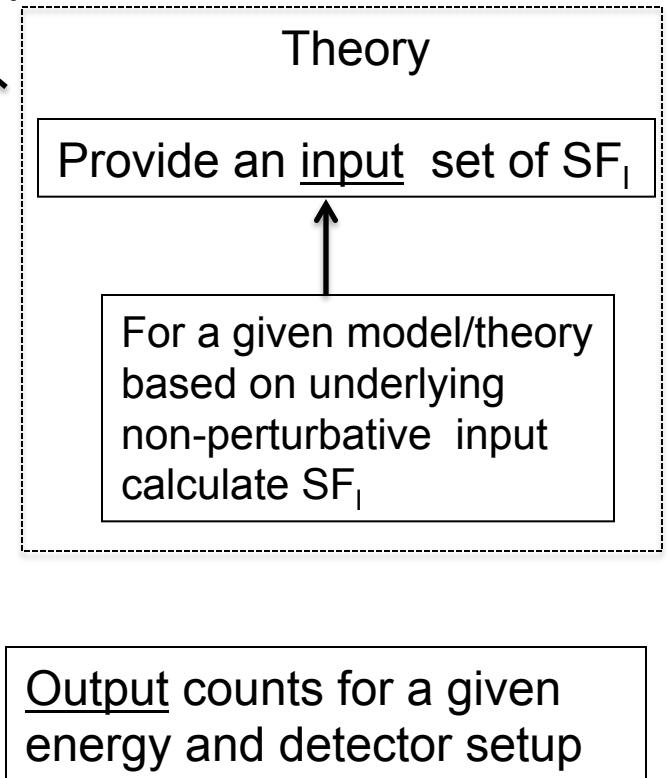 Theory
Provide an input set of SF_I
For a given model/theory
based on underlying
non-perturbative input
calculate SF_I
Output counts for a given
energy and detector setup